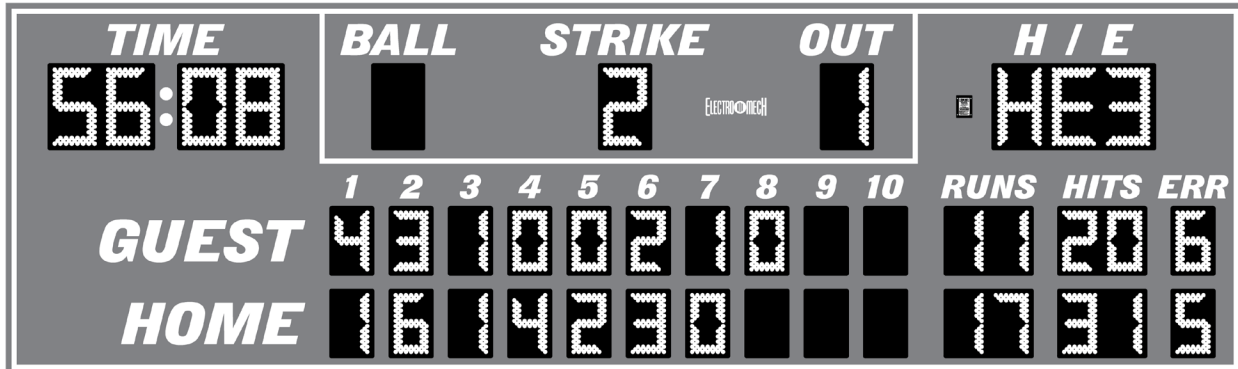 TIME BALL STRIKE OUT H / E
56:08 2 ELECTRO-MECH 1 HE3
1 2 3 4 5 6 7 8 9 10 RUNS HITS ERR
GUEST 4 3 1 0 0 2 1 0 11 20 6
HOME 1 6 1 4 2 3 0 17 31 5